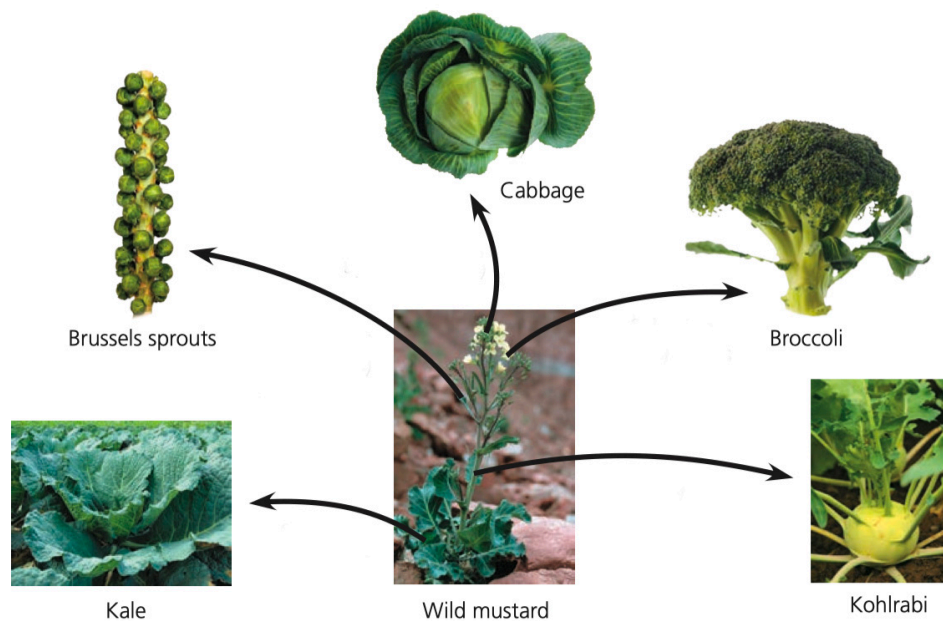 Cabbage
Brussels sprouts
Broccoli
Kale
Wild mustard
Kohlrabi